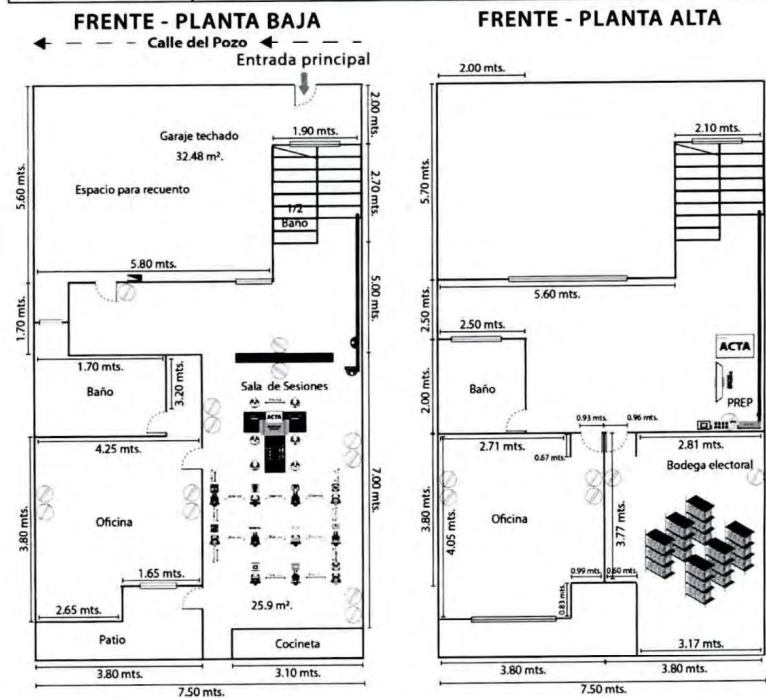 FRENTE - PLANTA BAJA
Calle del Pozo
Entrada principal
2.00 mts.
Garaje techado
32.48 m².
1.90 mts.
5.60 mts.
Espacio para recuento
2.70 mts.
1/2
Baño
5.80 mts.
5.00 mts.
1.70 mts.
1.70 mts.
Baño
3.20 mts.
Sala de Sesiones
ACTA
4.25 mts.
7.00 mts.
3.80 mts.
Oficina
1.65 mts.
2.65 mts.
25.9 m².
Patio
Cocineta
3.80 mts.
3.10 mts.
7.50 mts.
FRENTE - PLANTA ALTA
2.00 mts.
2.10 mts.
5.70 mts.
5.60 mts.
2.50 mts.
2.50 mts.
ACTA
Baño
2.00 mts.
PREP
0.93 mts.
0.96 mts.
2.71 mts.
2.81 mts.
0.67 mts.
Bodega electoral
3.80 mts.
4.05 mts.
Oficina
3.77 mts.
0.99 mts.
0.60 mts.
0.83 mts.
3.17 mts.
3.80 mts.
3.80 mts.
7.50 mts.